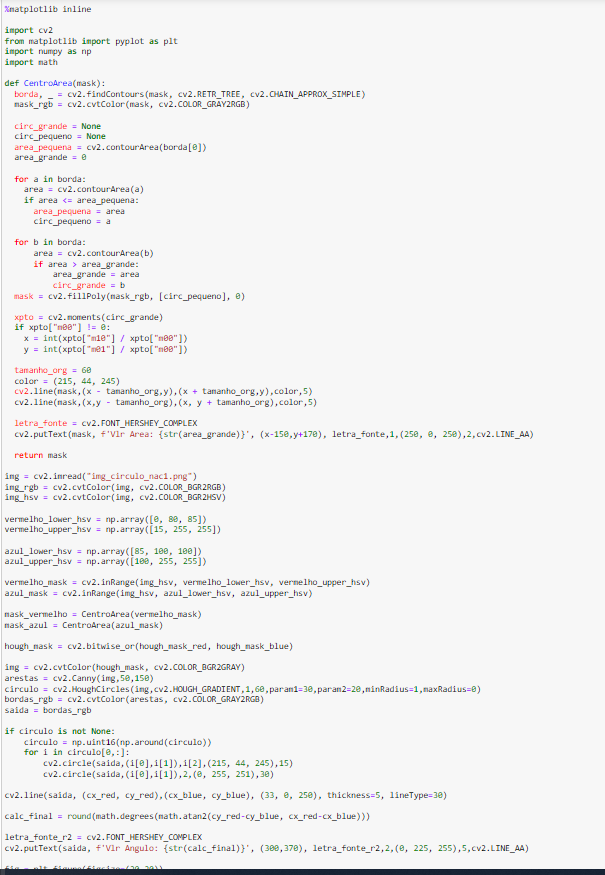 %matplotlib inline
import cv2
from matplotlib import pyplot as plt
import numpy as np
import math
def CentroArea(mask):
borda, _ = cv2.findContours(mask, cv2.RETR_TREE, cv2.CHAIN_APPROX_SIMPLE)
mask_rgb = cv2.cvtColor(mask, cv2.COLOR_GRAY2RGB)
circ_grande = None
circ_pequeno = None
area_pequena = cv2.contourArea(borda[0])
area_grande = 0
for a in borda:
area = cv2.contourArea(a)
if area <= area_pequena:
area_pequena = area
circ_pequeno = a
for b in borda:
area = cv2.contourArea(b)
if area > area_grande:
area_grande = area
circ_grande = b
mask = cv2.fillPoly(mask_rgb, [circ_pequeno], 0)
xpto = cv2.moments(circ_grande)
if xpto["m00"] != 0:
x = int(xpto["m10"] / xpto["m00"])
y = int(xpto["m01"] / xpto["m00"])
tamanho_org = 60
color = (215, 44, 245)
cv2.line(mask,(x - tamanho_org,y),(x + tamanho_org,y),color,5)
cv2.line(mask,(x,y - tamanho_org),(x, y + tamanho_org),color,5)
letra_fonte = cv2.FONT_HERSHEY_COMPLEX
cv2.putText(mask, f'Vlr Area: {str(area_grande)}', (x-150,y+170), letra_fonte,1,(250, 0, 250),2,cv2.LINE_AA)
return mask
img = cv2.imread("img_circulo_nac1.png")
img_rgb = cv2.cvtColor(img, cv2.COLOR_BGR2RGB)
img_hsv = cv2.cvtColor(img, cv2.COLOR_BGR2HSV)
vermelho_lower_hsv = np.array([0, 80, 85])
vermelho_upper_hsv = np.array([15, 255, 255])
azul_lower_hsv = np.array([85, 100, 100])
azul_upper_hsv = np.array([100, 255, 255])
vermelho_mask = cv2.inRange(img_hsv, vermelho_lower_hsv, vermelho_upper_hsv)
azul_mask = cv2.inRange(img_hsv, azul_lower_hsv, azul_upper_hsv)
mask_vermelho = CentroArea(vermelho_mask)
mask_azul = CentroArea(azul_mask)
hough_mask = cv2.bitwise_or(hough_mask_red, hough_mask_blue)
img = cv2.cvtColor(hough_mask, cv2.COLOR_BGR2GRAY)
arestas = cv2.Canny(img,50,150)
circulo = cv2.HoughCircles(img,cv2.HOUGH_GRADIENT,1,60,param1=30,param2=20,minRadius=1,maxRadius=0)
bordas_rgb = cv2.cvtColor(arestas, cv2.COLOR_GRAY2RGB)
saida = bordas_rgb
if circulo is not None:
circulo = np.uint16(np.around(circulo))
for i in circulo[0,:]:
cv2.circle(saida,(i[0],i[1]),i[2],(215, 44, 245),15)
cv2.circle(saida,(i[0],i[1]),2,(0, 255, 251),30)
cv2.line(saida, (cx_red, cy_red),(cx_blue, cy_blue), (33, 0, 250), thickness=5, lineType=30)
calc_final = round(math.degrees(math.atan2(cy_red-cy_blue, cx_red-cx_blue)))
letra_fonte_r2 = cv2.FONT_HERSHEY_COMPLEX
cv2.putText(saida, f'Vlr Angulo: {str(calc_final)}', (300,370), letra_fonte_r2,2,(0, 225, 255),5,cv2.LINE_AA)
fig = plt.figure(figsize=(20,20))